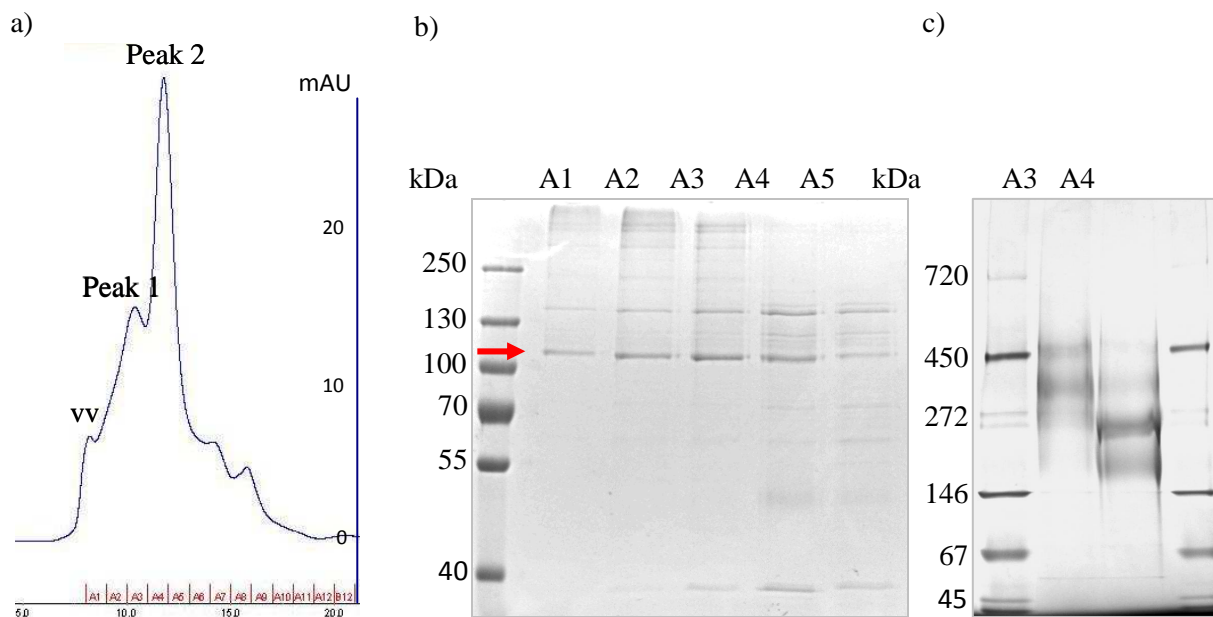 a)
Peak 2
mAU
20
Peak 1
10
vv
0
A1 A2 A3 A4 A5 A6 A7 A8 A9 A10 A11 A12 B12
5.0 10.0 15.0 20.0
b)
kDa A1 A2 A3 A4 A5 kDa
250
130
100
70
55
40
c)
A3 A4
720
450
272
146
67
45